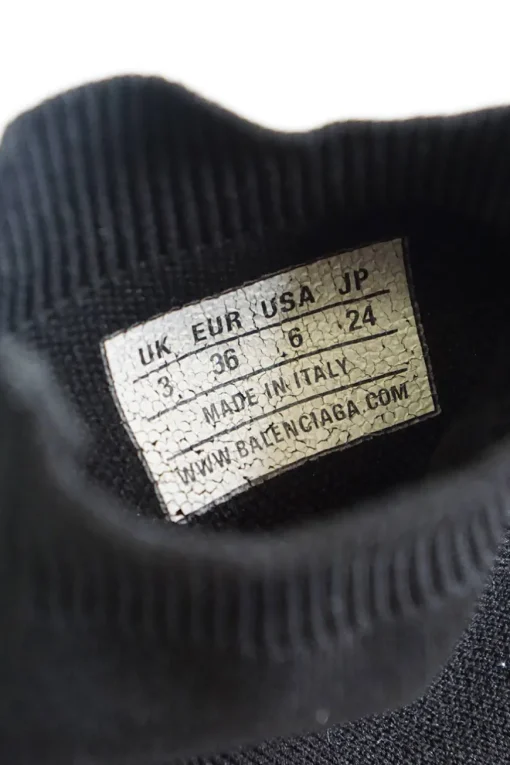 UK EUR USA JP
3 36 6 24
MADE IN ITALY
WWW.BALENCIAGA.COM